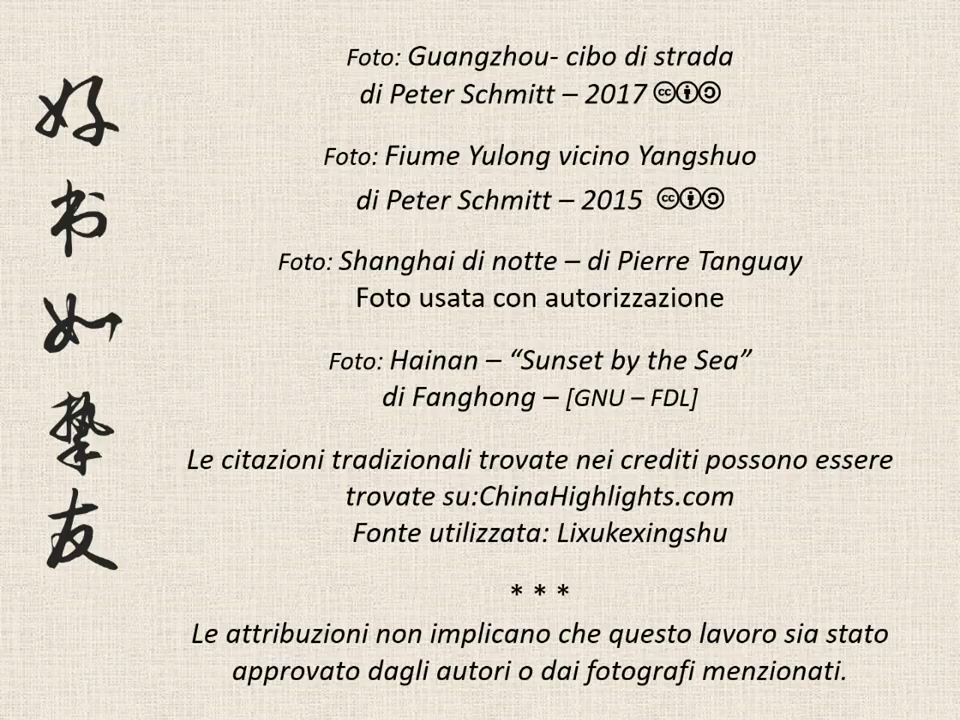 好
书
如
挚
友
Foto: Guangzhou- cibo di strada
di Peter Schmitt – 2017
Foto: Fiume Yulong vicino Yangshuo
di Peter Schmitt – 2015
Foto: Shanghai di notte – di Pierre Tanguay
Foto usata con autorizzazione
Foto: Hainan – “Sunset by the Sea”
di Fanghong – [GNU – FDL]
Le citazioni tradizionali trovate nei crediti possono essere
trovate su:ChinaHighlights.com
Fonte utilizzata: Lixukexingshu
* * *
Le attribuzioni non implicano che questo lavoro sia stato
approvato dagli autori o dai fotografi menzionati.